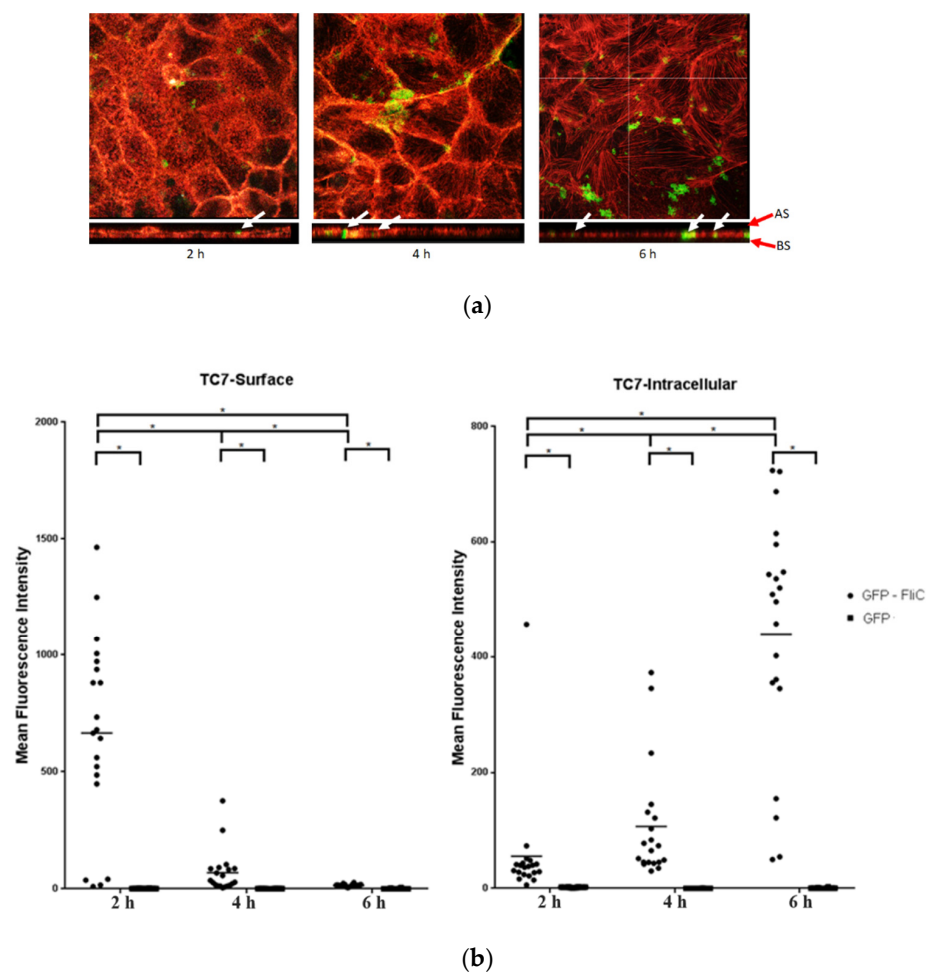 (a)
AS
BS
2 h
4 h
6 h
TC7-Surface
Mean Fluorescence Intensity
2000
1500
1000
500
0
*
*
*
*
*
*
2 h
4 h
6 h
TC7-Intracellular
Mean Fluorescence Intensity
800
600
400
200
0
*
*
*
*
*
*
2 h
4 h
6 h
GFP - FliC
GFP
(b)